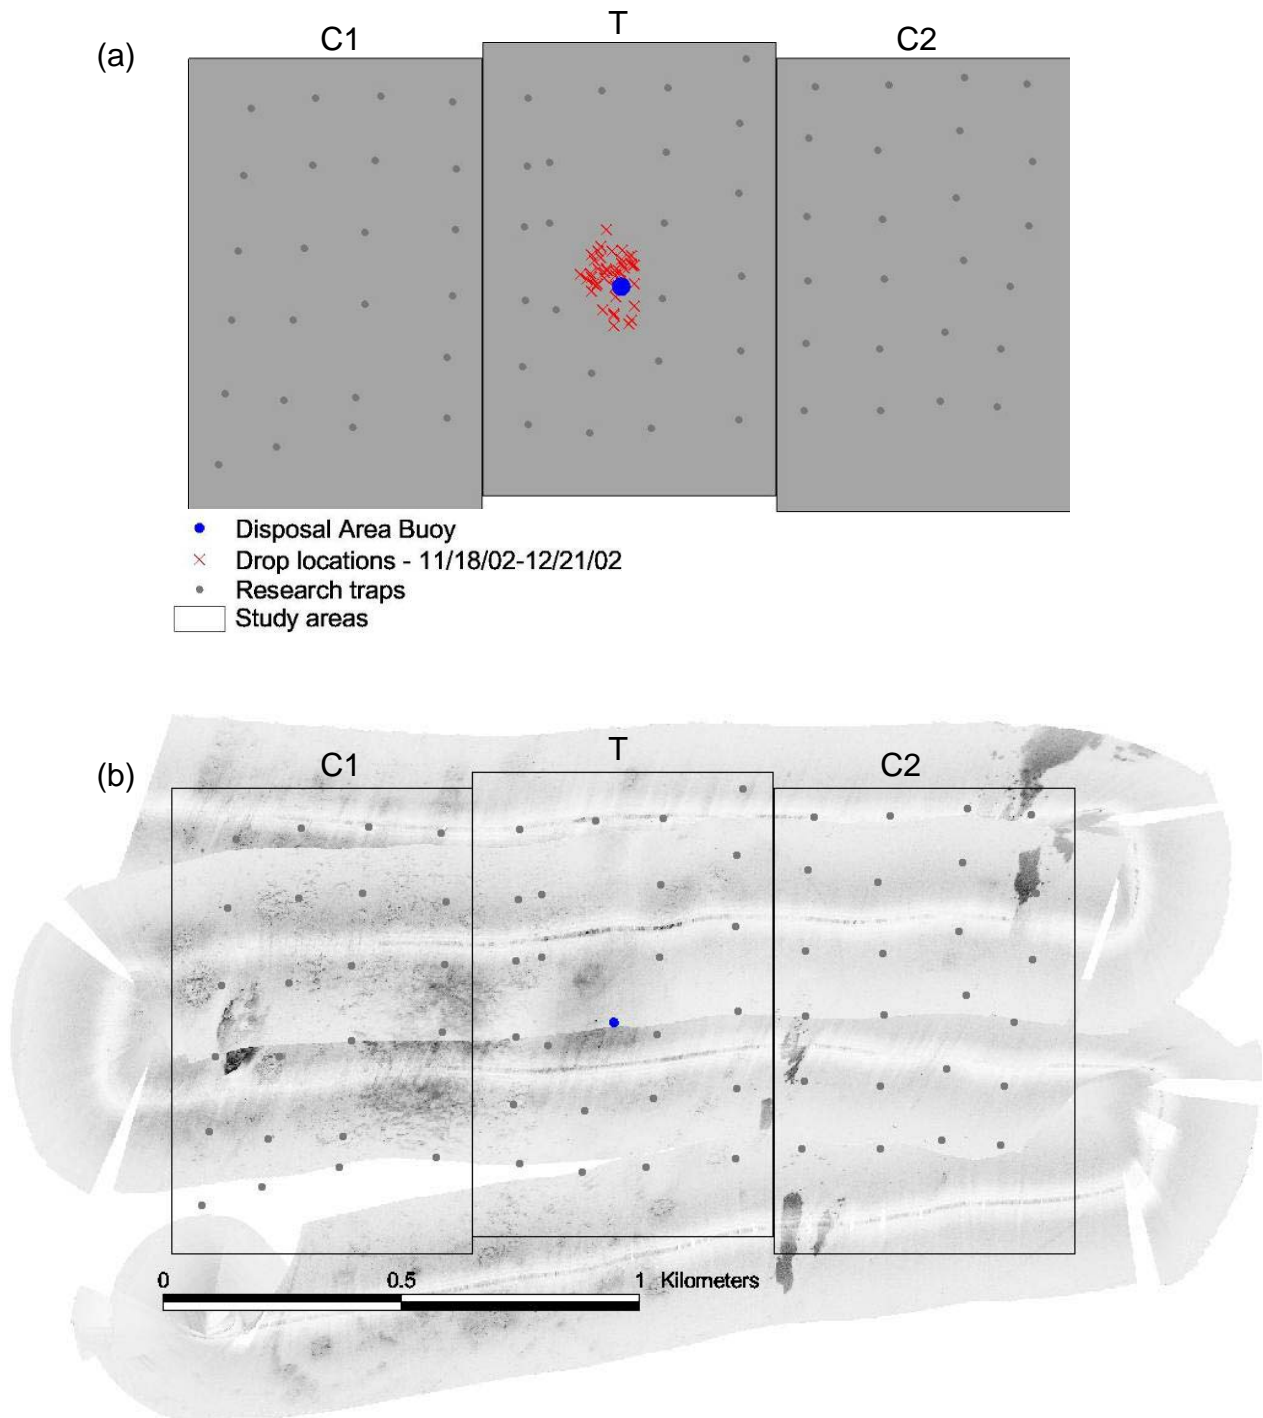 T
C1
C2
(a)
Disposal Area Buoy
Drop locations - 11/18/02-12/21/02
Research traps
Study areas
T
C1
C2
(b)
0
0.5
1 Kilometers